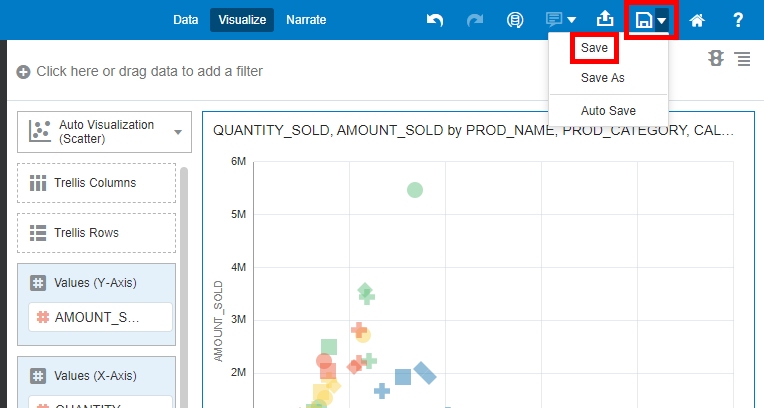 Data Visualize Narrate
?
Save
Save As
Auto Save
Click here or drag data to add a filter
Auto Visualization
(Scatter)
Trellis Columns
Trellis Rows
Values (Y-Axis)
AMOUNT_S...
Values (X-Axis)
QUANTITY
QUANTITY_SOLD, AMOUNT_SOLD by PROD_NAME, PROD_CATEGORY, CAL...
6M
5M
4M
3M
2M
AMOUNT_SOLD